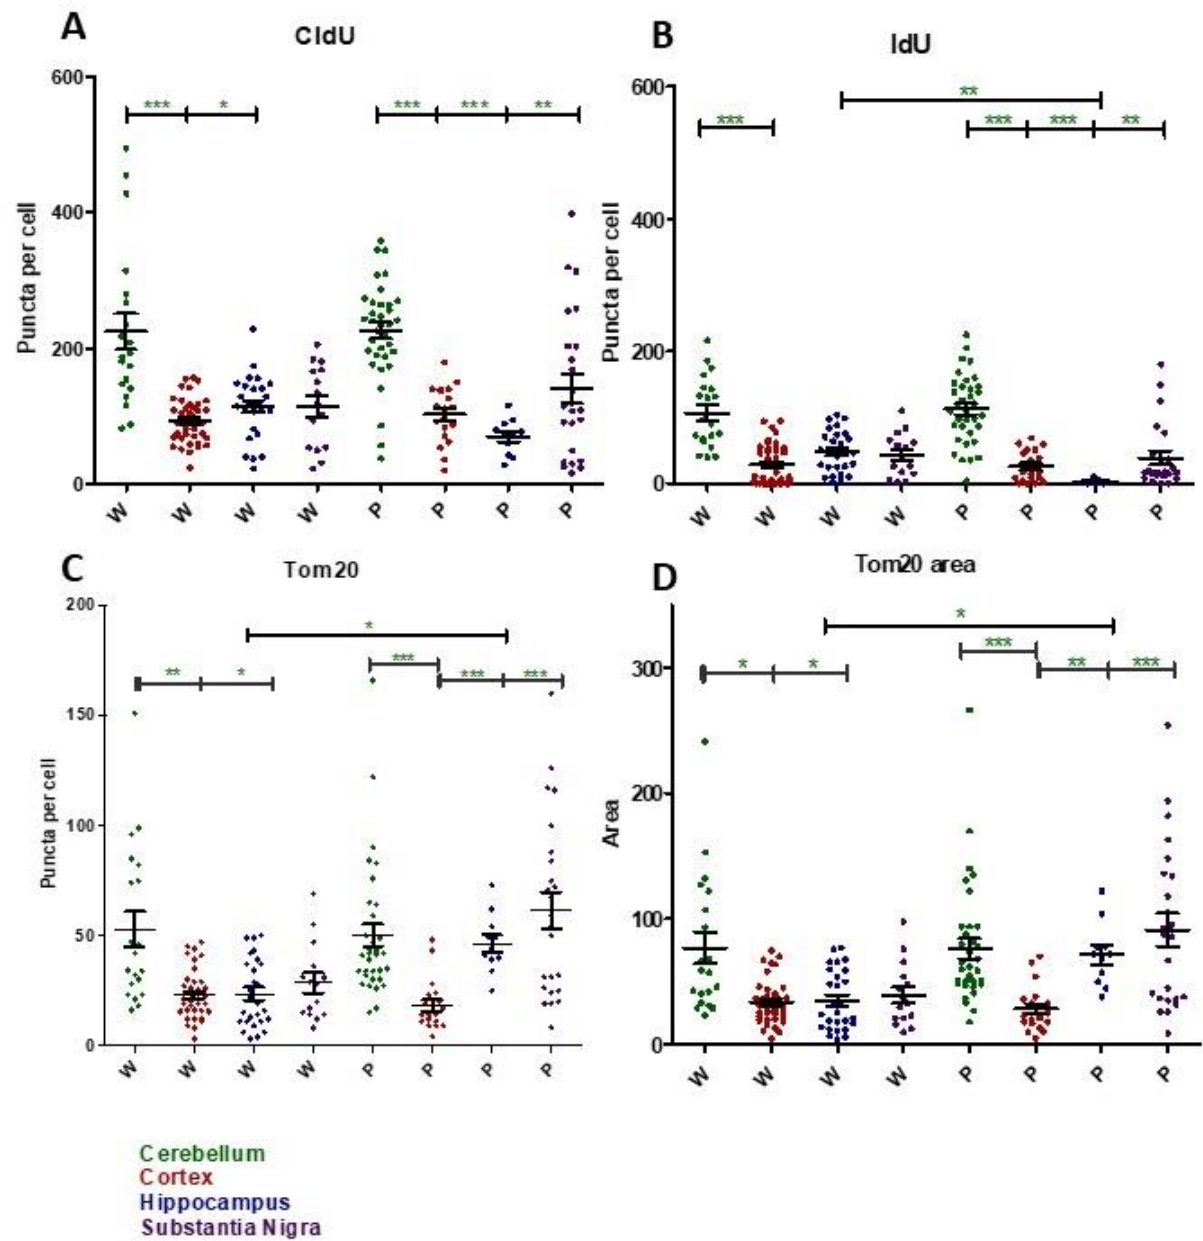 A
CldU
600
400
200
0
Puncta per cell
*** * *** *** **
W W W W P P P P
B
IdU
600
400
200
0
Puncta per cell
**
*** *** *** **
W W W W P P P P
C
Tom20
200
150
100
50
0
Puncta per cell
*
***
** * *** ***
W W W W P P P P
D
Tom20 area
300
200
100
0
Area
*
***
* * ** ***
W W W W P P P P
Cerebellum
Cortex
Hippocampus
Substantia Nigra